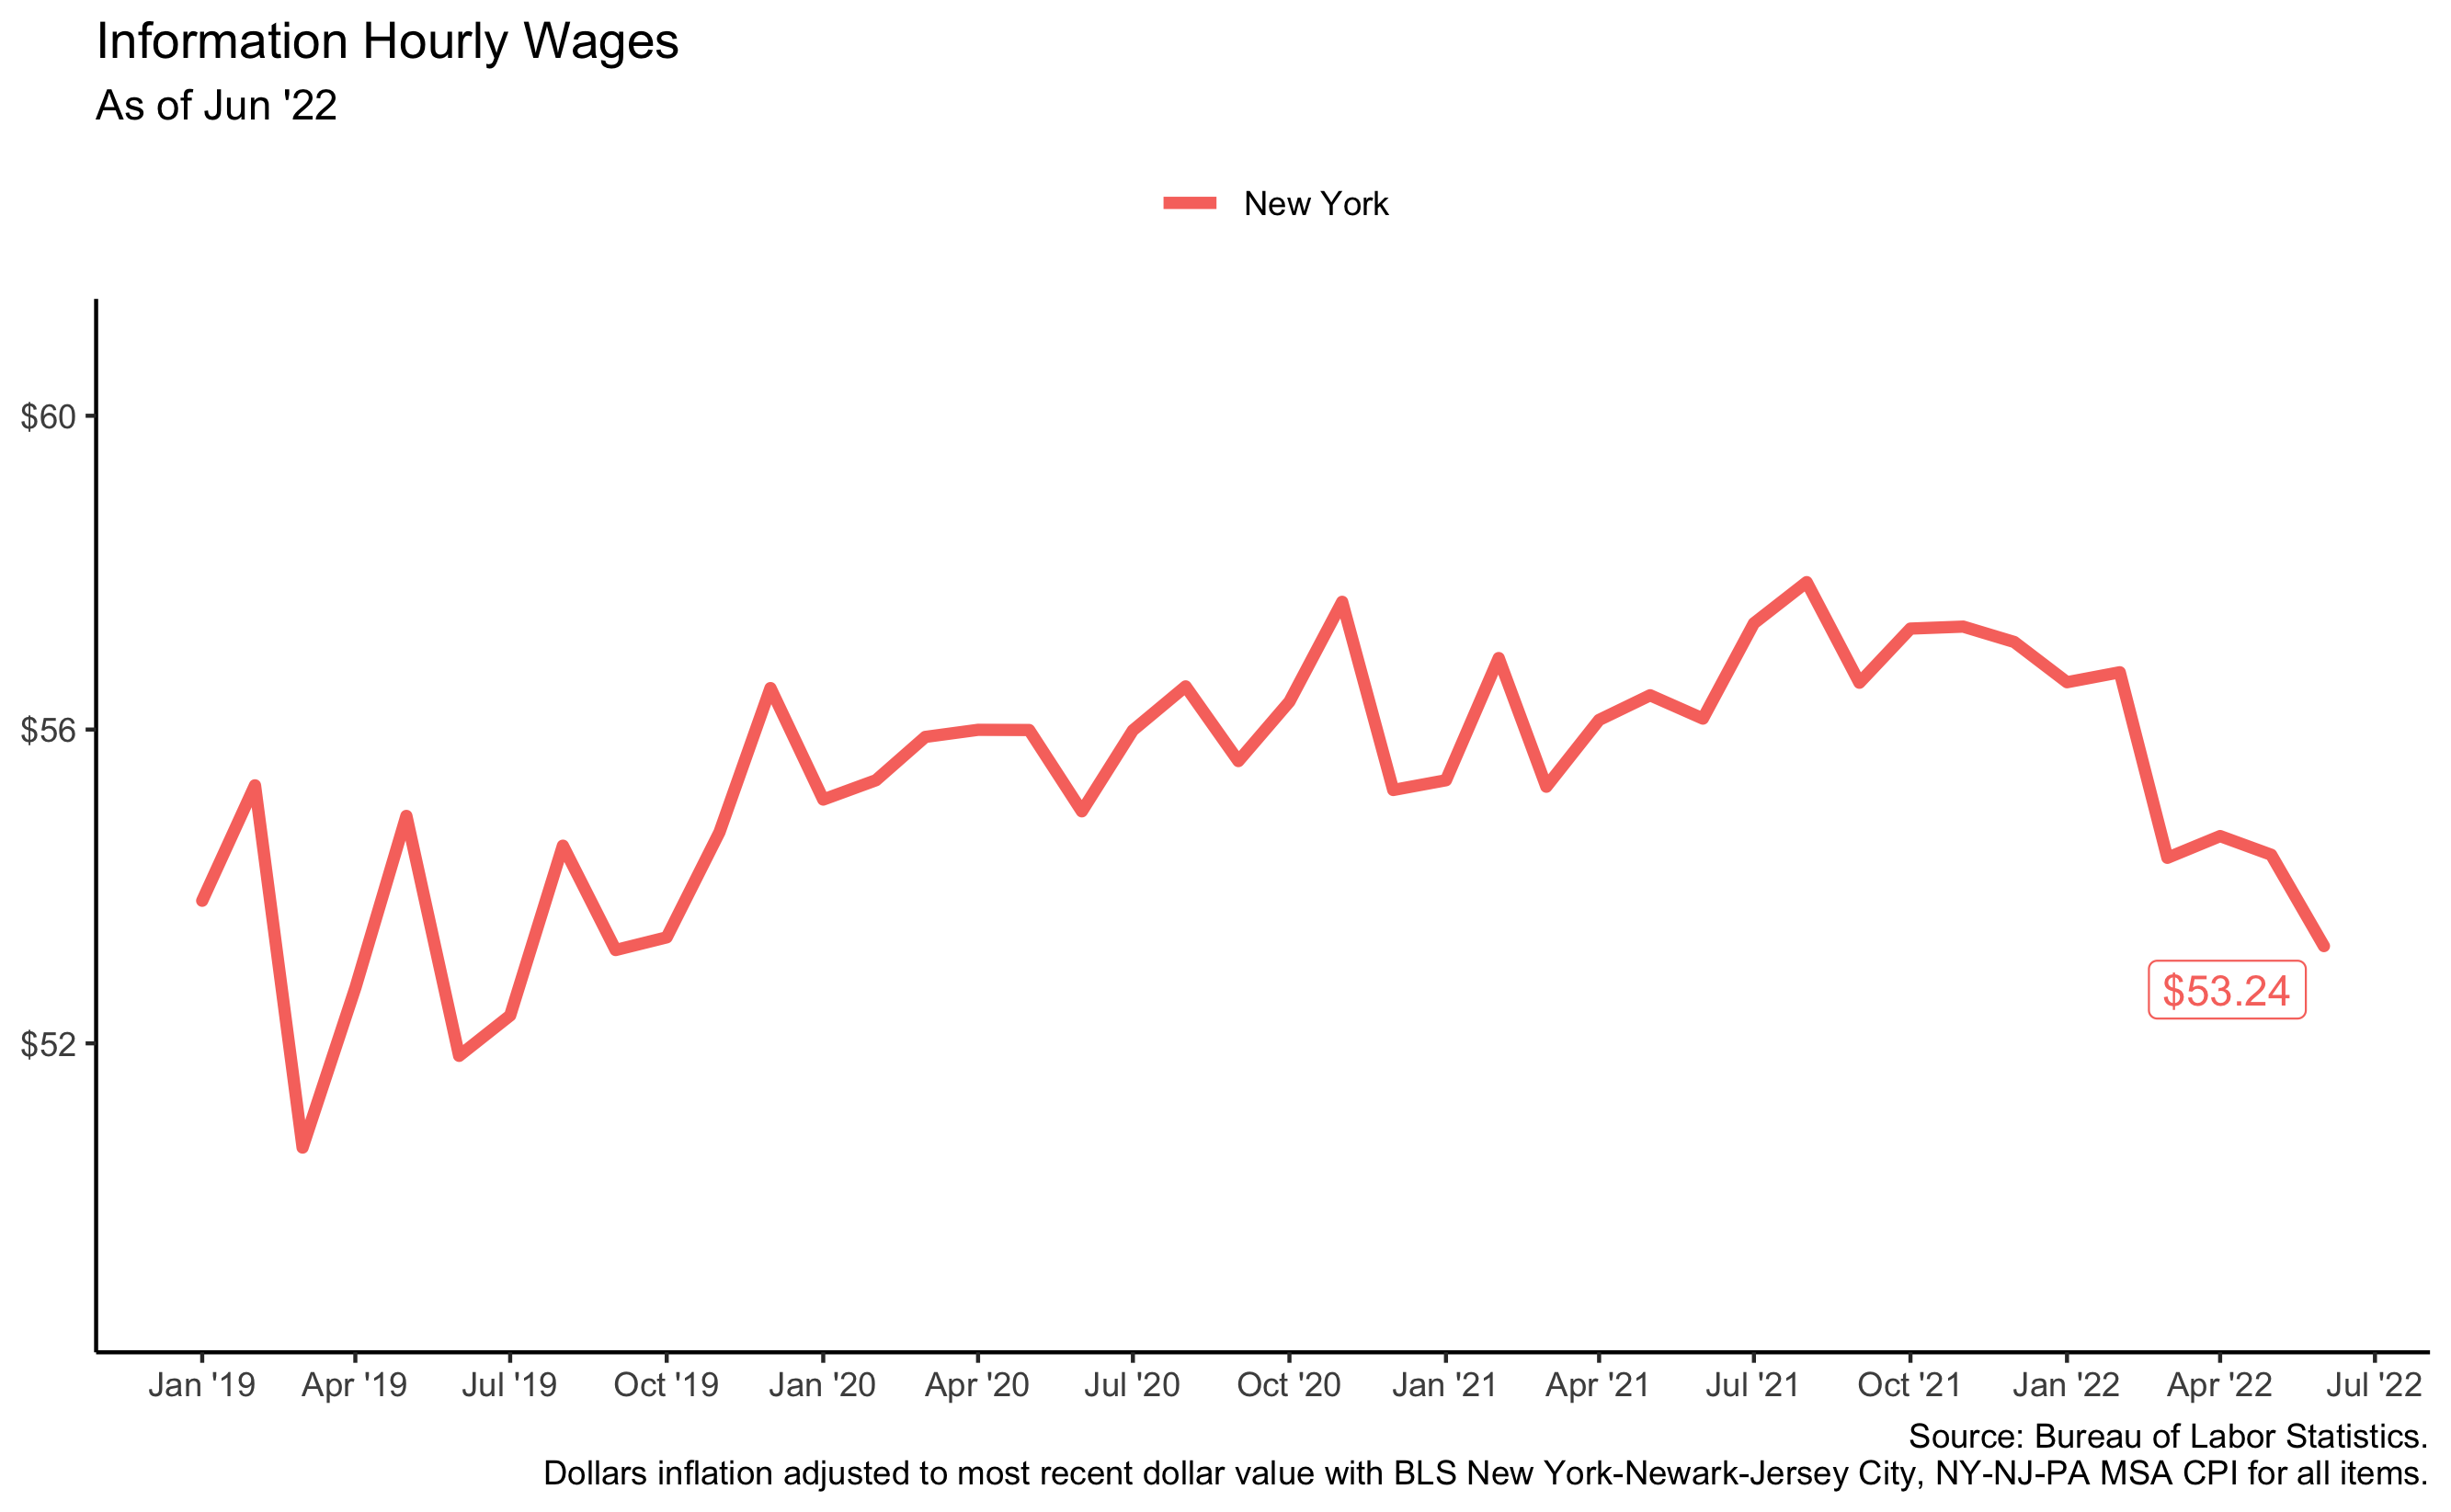 Information Hourly Wages
As of Jun '22
New York
$60
$56
$52
$53.24
Jan '19 Apr '19 Jul '19 Oct '19 Jan '20 Apr '20 Jul '20 Oct '20 Jan '21 Apr '21 Jul '21 Oct '21 Jan '22 Apr '22 Jul '22
Source: Bureau of Labor Statistics.
Dollars inflation adjusted to most recent dollar value with BLS New York-Newark-Jersey City, NY-NJ-PA MSA CPI for all items.